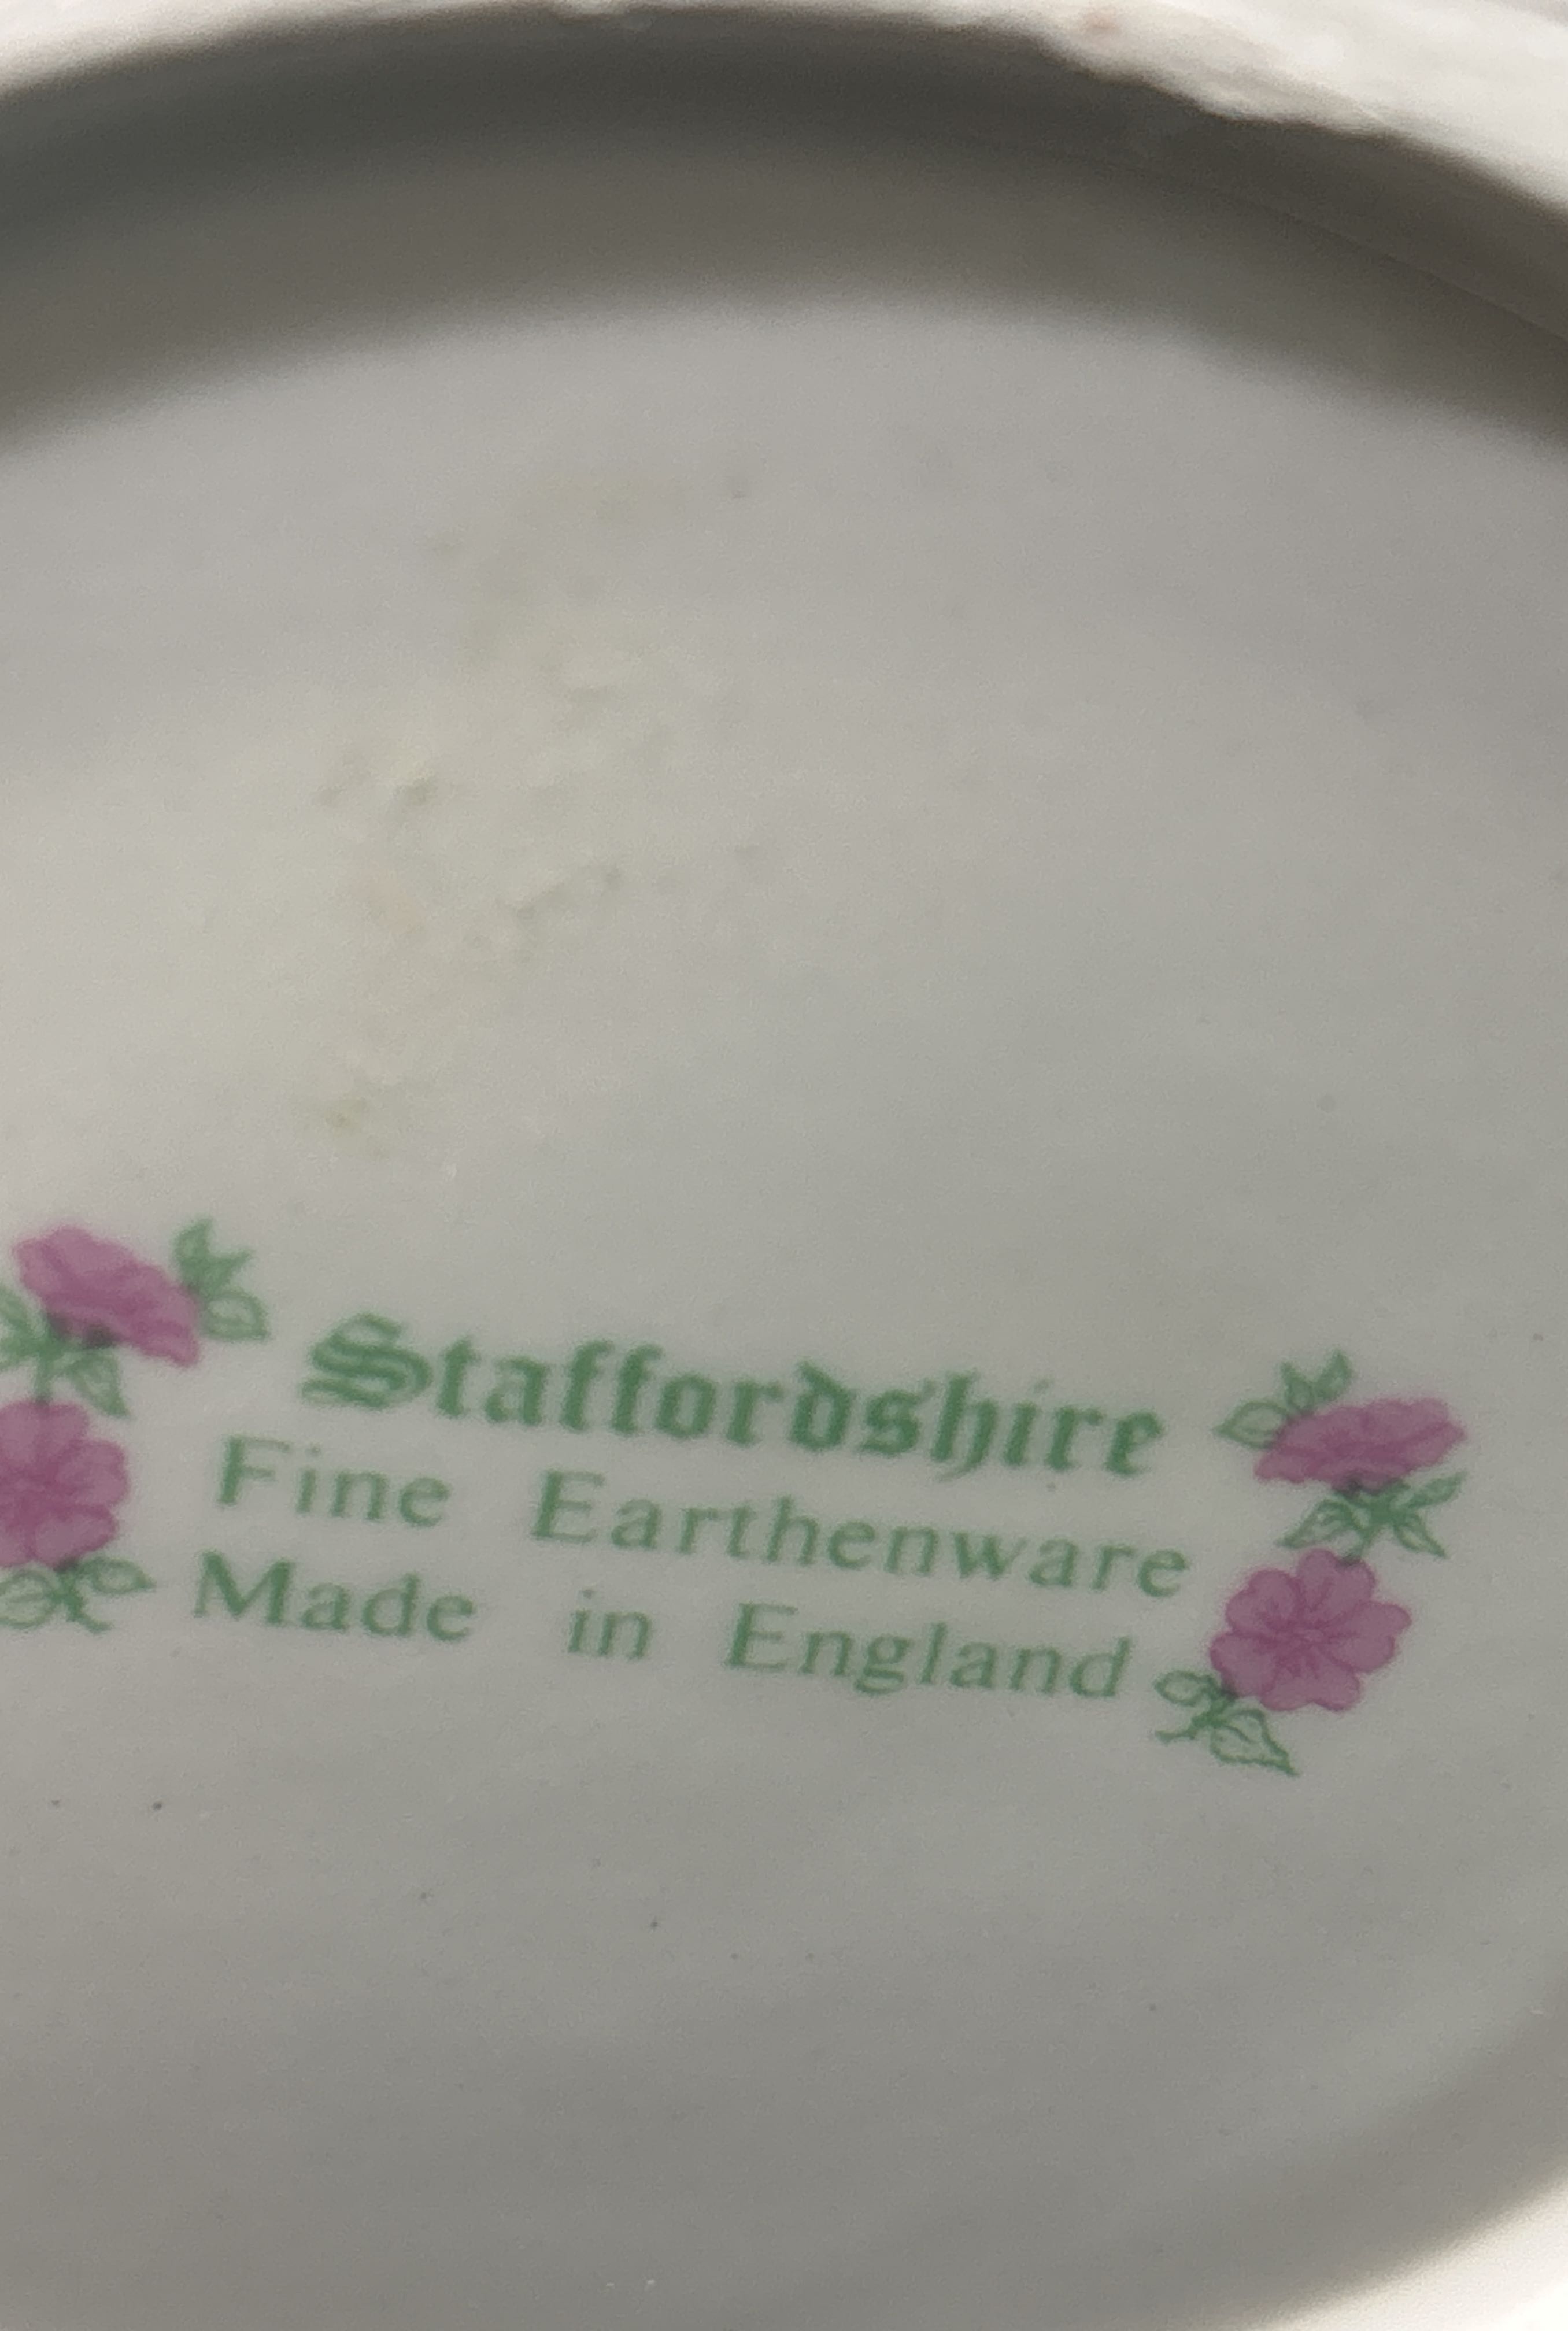 Staffordshire
Fine Earthenware
Made in England